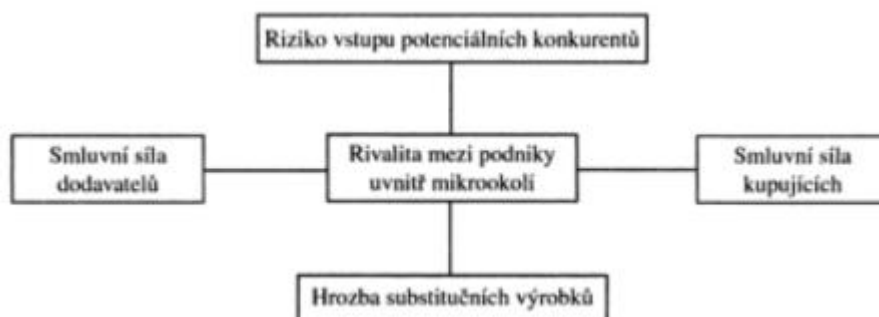 Riziko vstupu potenciálních konkurentů
Smluvní síla
dodavatelů
Rivalita mezi podniky
uvnitř mikrookolí
Smluvní síla
kupujících
Hrozba substitučních výrobků